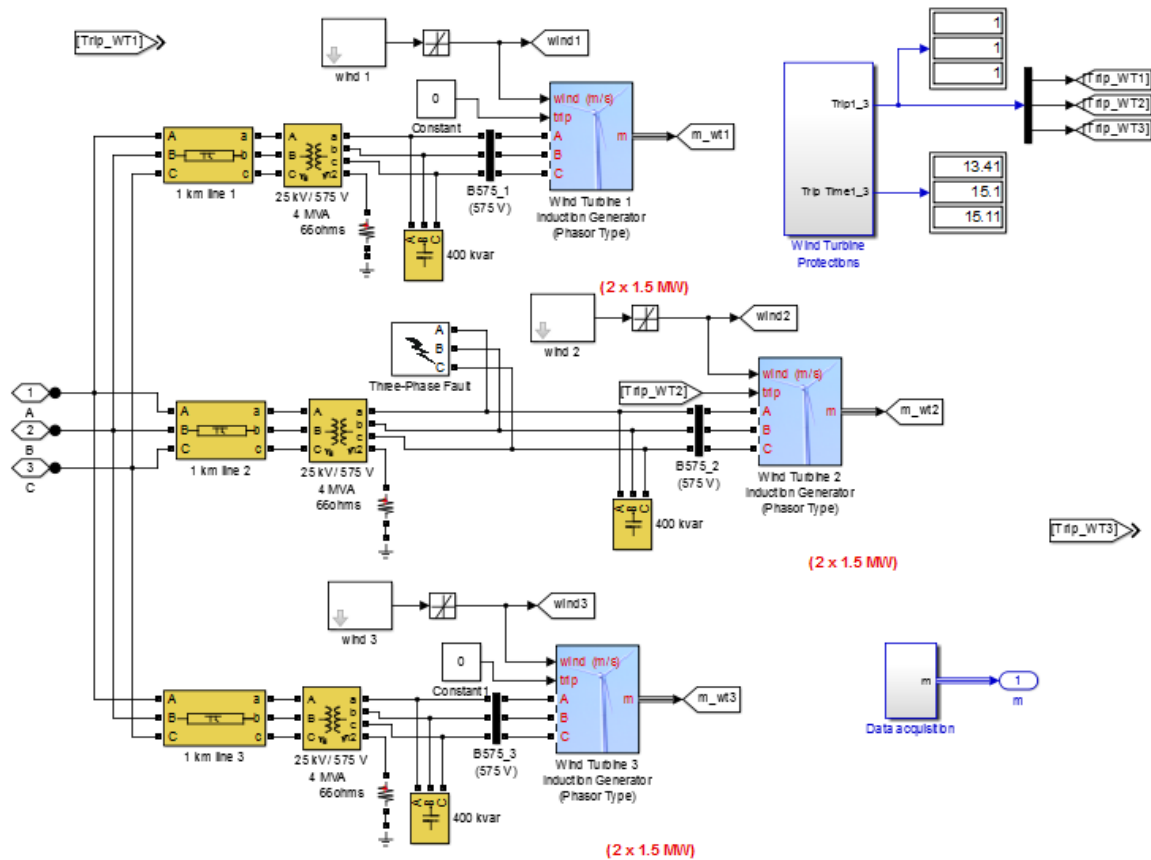 [Trip_WT1]
wind 1
wind1
0
Constant
wind (m/s)
trip
A
B
C
m
m_wt1
Wind Turbine 1
Induction Generator
(Phasor Type)
A
B
C
a
b
c
1 km line 1
A
B
C
a
b
c
n2
25 kV/ 575 V
4 MVA
66ohms
A
B
C
400 kvar
B575_1
(575 V)
(2 x 1.5 MW)
1
1
1
Trip1_3
Trip Time1_3
Wind Turbine
Protections
[Trip_WT1]
[Trip_WT2]
[Trip_WT3]
13.41
15.1
15.11
1
A
2
B
3
C
A
B
C
Three-Phase Fault
wind 2
wind2
[Trip_WT2]
wind (m/s)
trip
A
B
C
m
m_wt2
Wind Turbine 2
Induction Generator
(Phasor Type)
A
B
C
a
b
c
1 km line 2
A
B
C
a
b
c
n2
25 kV/ 575 V
4 MVA
66ohms
A
B
C
400 kvar
B575_2
(575 V)
(2 x 1.5 MW)
[Trip_WT3]
wind 3
wind3
0
Constant1
wind (m/s)
trip
A
B
C
m
m_wt3
Wind Turbine 3
Induction Generator
(Phasor Type)
A
B
C
a
b
c
1 km line 3
A
B
C
a
b
c
n2
25 kV/ 575 V
4 MVA
66ohms
A
B
C
400 kvar
B575_3
(575 V)
(2 x 1.5 MW)
m
Data acquisition
1
m